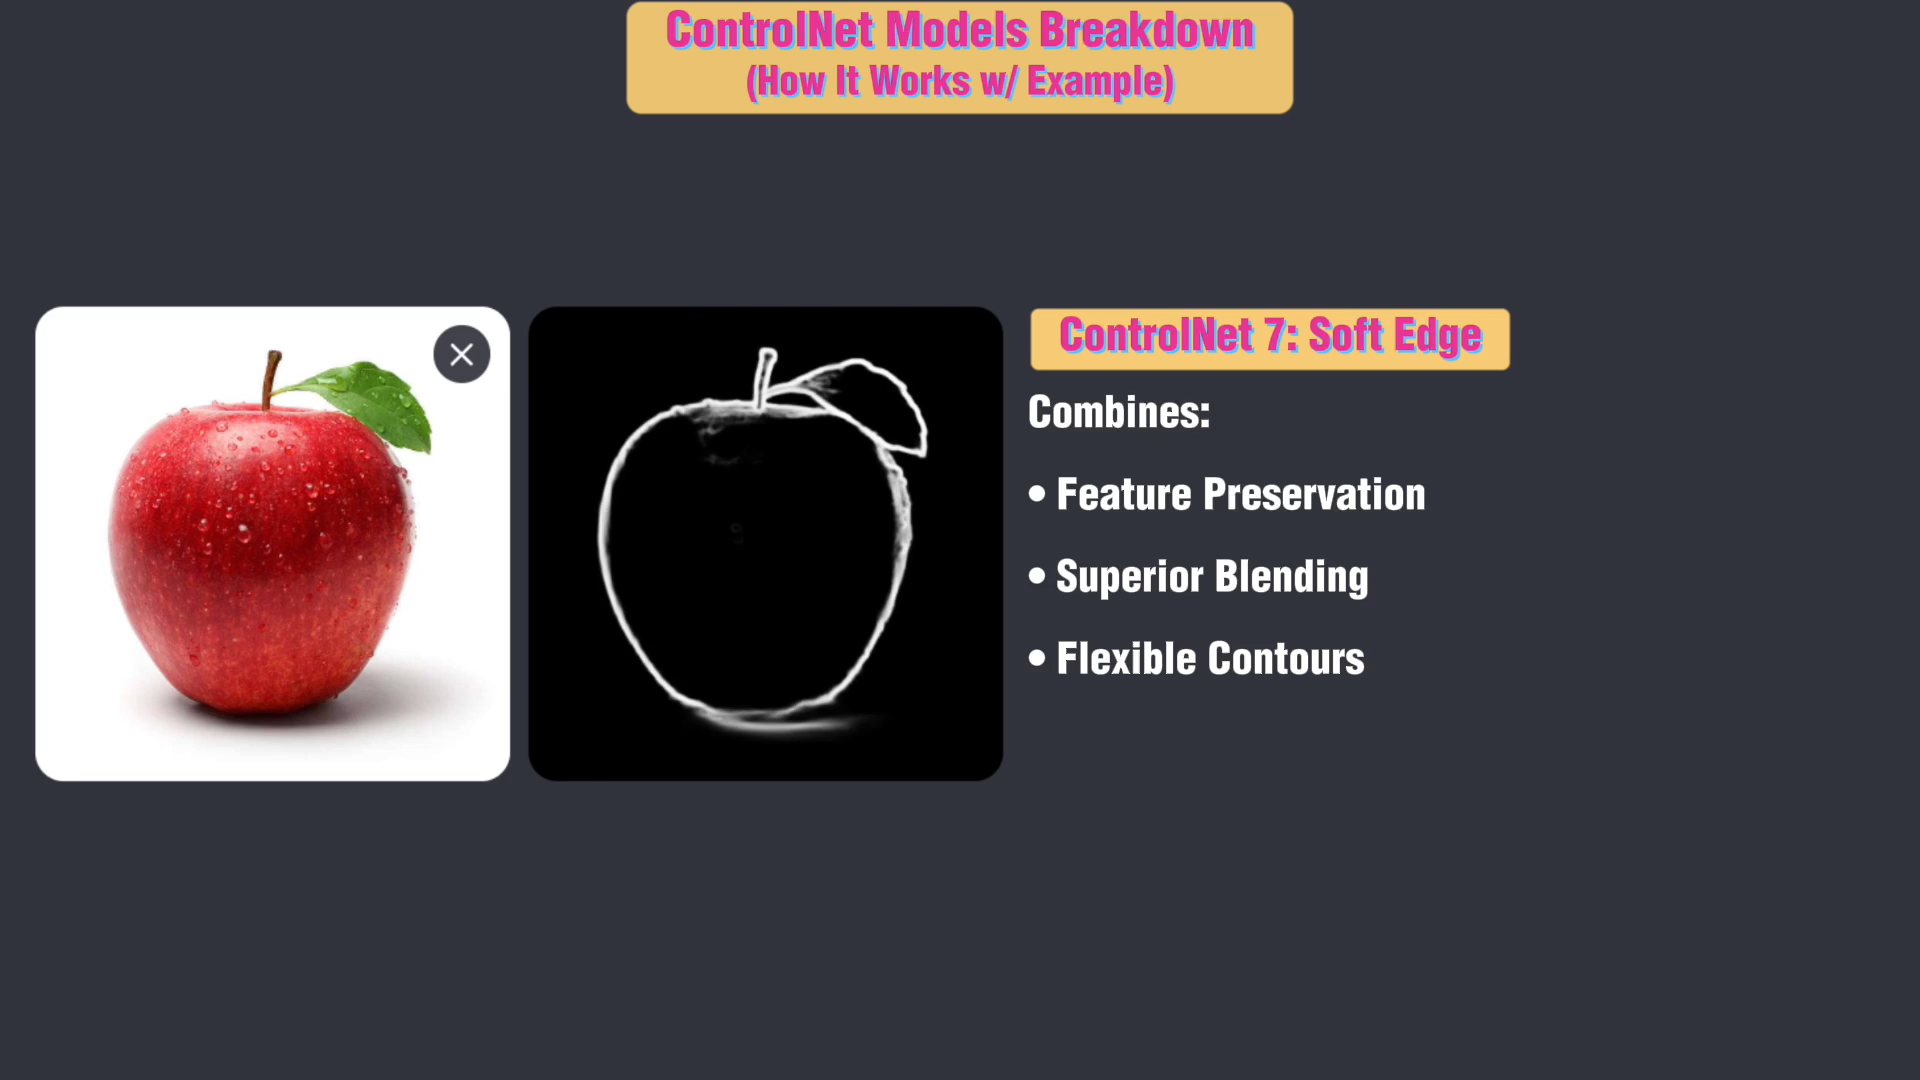 ControlNet Models Breakdown
(How It Works w/ Example)
ControlNet 7: Soft Edge
Combines:
• Feature Preservation
• Superior Blending
• Flexible Contours